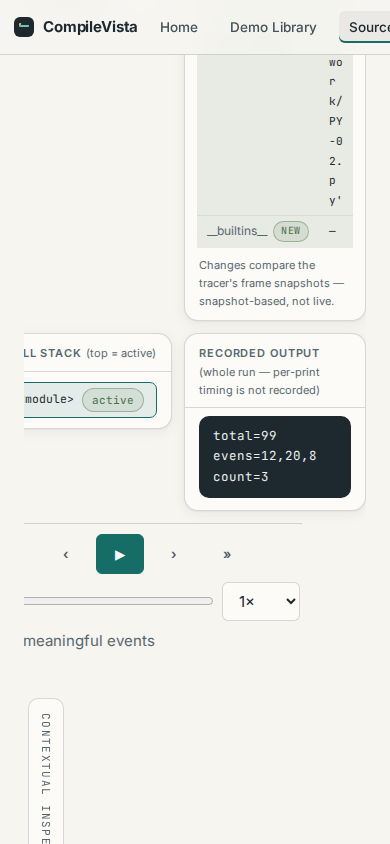 CompileVista Home Demo Library Source
wo
r
k/
PY
-0
2.
p
y'
__builtins__ NEW —
Changes compare the
tracer's frame snapshots —
snapshot-based, not live.
LL STACK (top = active)
module> active
RECORDED OUTPUT
(whole run — per-print
timing is not recorded)
total=99
evens=12,20,8
count=3
‹ ▶ › »
1×
meaningful events
CONTEXTUAL INSPE